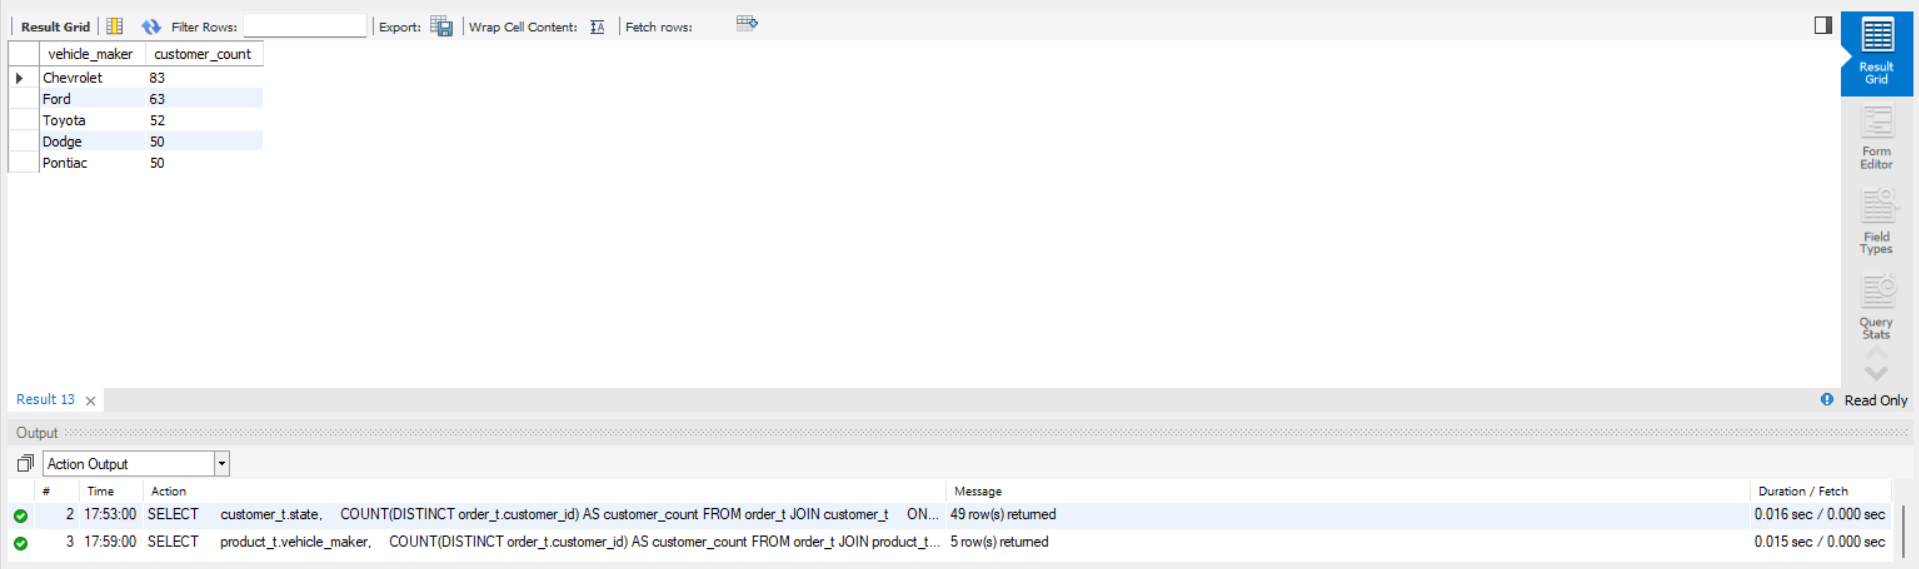 Result Grid Filter Rows: Export: Wrap Cell Content: Fetch rows:
vehicle_maker customer_count
Chevrolet 83
Ford 63
Toyota 52
Dodge 50
Pontiac 50
Result
Grid
Form
Editor
Field
Types
Query
Stats
Result 13 Read Only
Output
Action Output
# Time Action Message Duration / Fetch
2 17:53:00 SELECT customer_t.state, COUNT(DISTINCT order_t.customer_id) AS customer_count FROM order_t JOIN customer_t ON... 49 row(s) returned 0.016 sec / 0.000 sec
3 17:59:00 SELECT product_t.vehicle_maker, COUNT(DISTINCT order_t.customer_id) AS customer_count FROM order_t JOIN product_t... 5 row(s) returned 0.015 sec / 0.000 sec